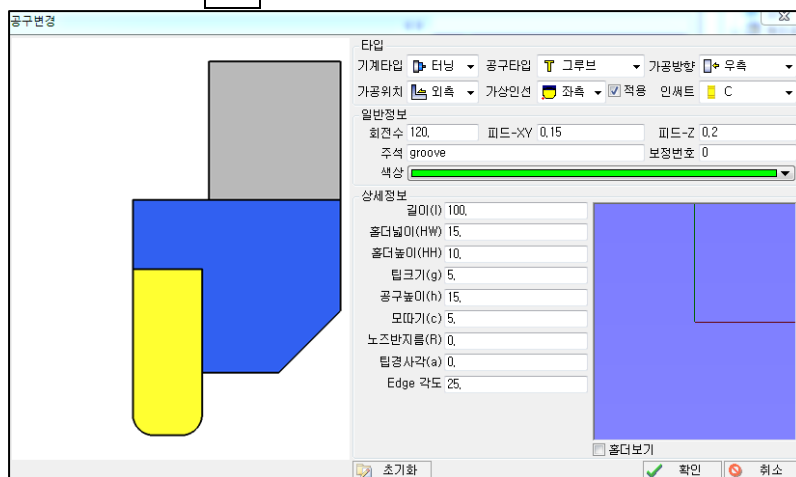 공구변경
타입
기계타입 터닝 공구타입 그루브 가공방향 우측
가공위치 외측 가상인선 좌측 적용 인써트 C
일반정보
회전수 120, 피드-XY 0,15 피드-Z 0,2
주석 groove 보정번호 0
색상
상세정보
길이(l) 100,
홀더넓이(HW) 15,
홀더높이(HH) 10,
팁크기(g) 5,
공구높이(h) 15,
모따기(c) 5,
노즈반지름(R) 0,
팁경사각(a) 0,
Edge 각도 25,
홀더보기
초기화 확인 취소